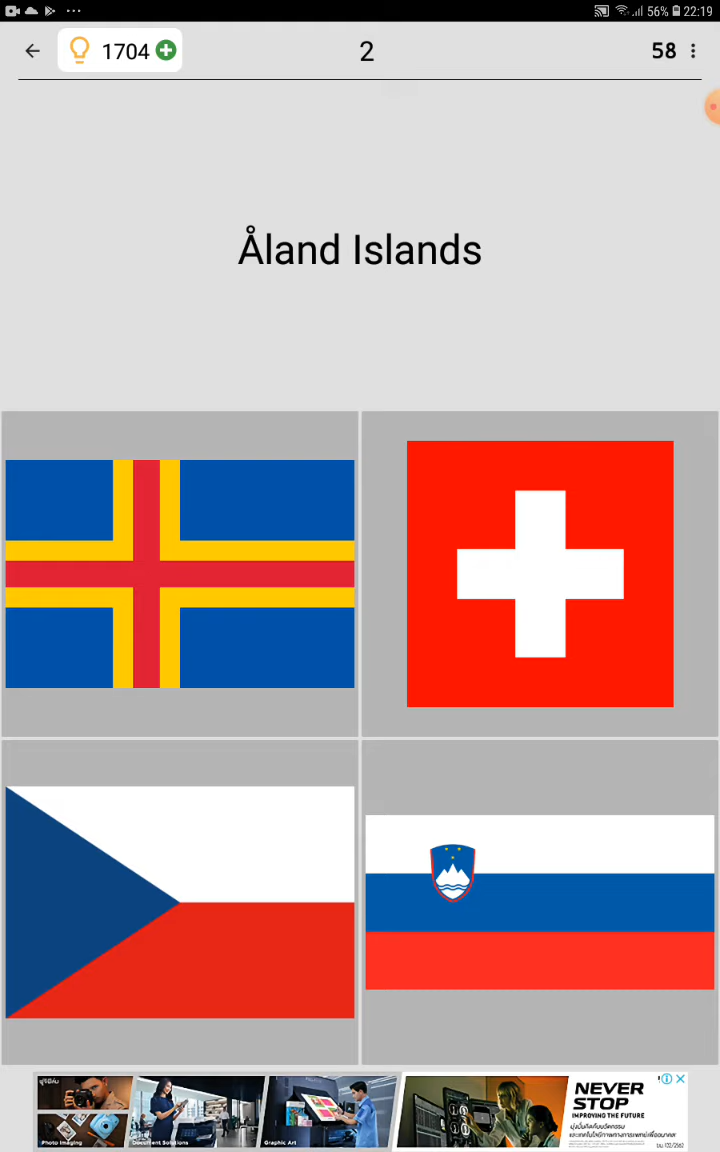 56% 22:19
1704
2
58
Åland Islands
Photo Imaging
Document Solutions
Graphic Art
NEVER
STOP
IMPROVING THE FUTURE